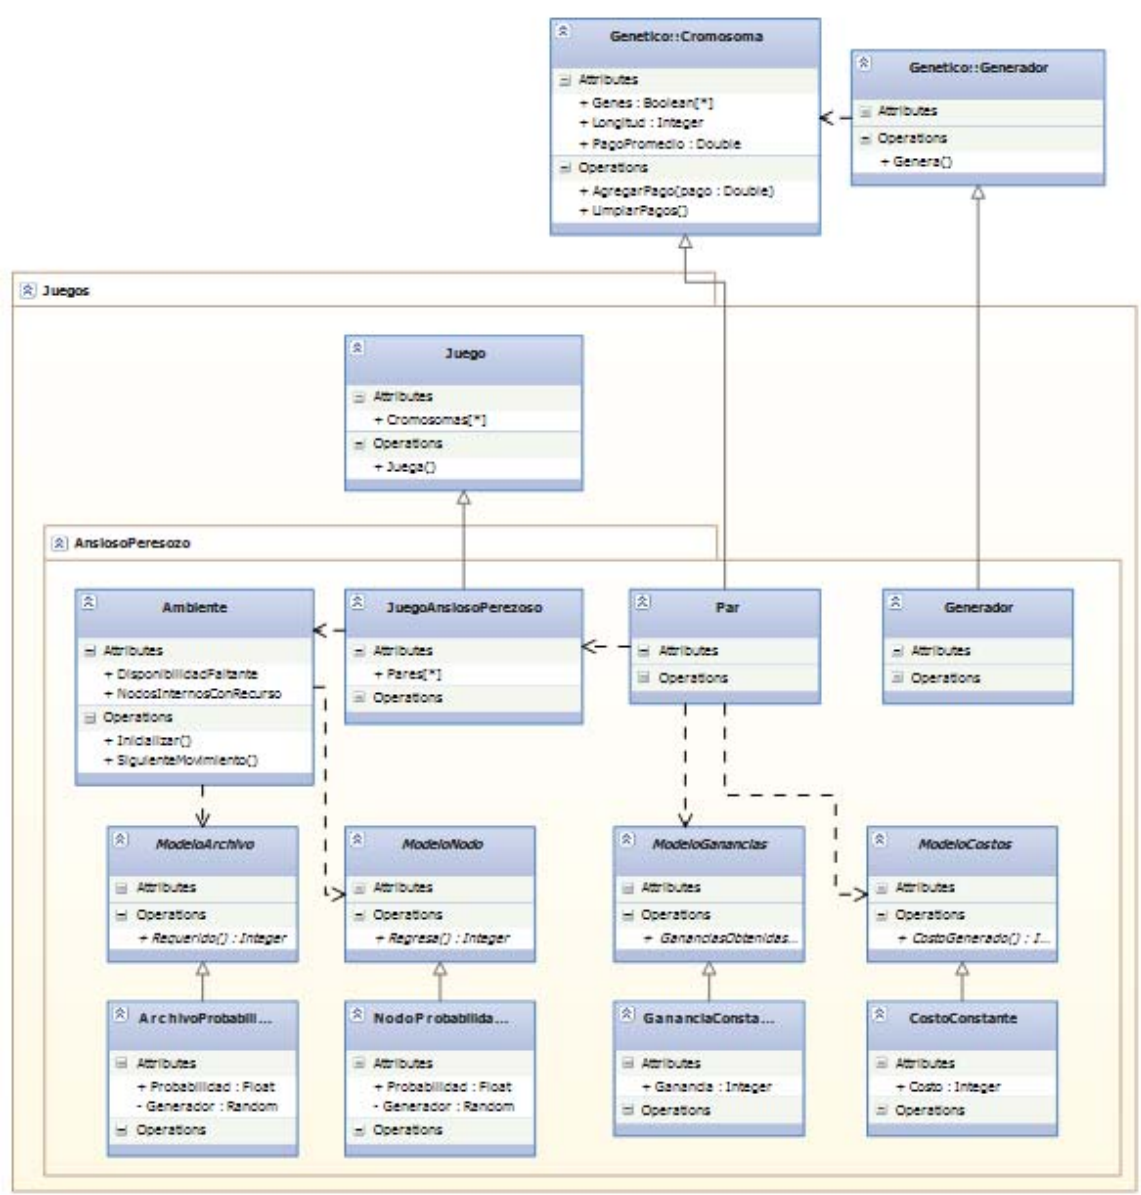 Genetico::Cromosoma
Attributes
+ Genes : Boolean[*]
+ Longitud : Integer
+ PagoPromedio : Double
Operations
+ AgregarPago(pago : Double)
+ LimpiarPagos()
Genetico::Generador
Attributes
Operations
+ Genera()
Juegos
Juego
Attributes
+ Cromosomas[*]
Operations
+ Juega()
AnsiosoPeresozo
Ambiente
Attributes
+ DisponibilidadFaltante
+ NodosInternosConRecurso
Operations
+ Inicializar()
+ SiguienteMovimiento()
JuegoAnsiosoPerezoso
Attributes
+ Pares[*]
Operations
Par
Attributes
Operations
Generador
Attributes
Operations
ModeloArchivo
Attributes
Operations
+ Requerido() : Integer
ModeloNodo
Attributes
Operations
+ Regresa() : Integer
ModeloGanancias
Attributes
Operations
+ GananciasObtenidas...
ModeloCostos
Attributes
Operations
+ CostoGenerado() : I...
ArchivoProbabili...
Attributes
+ Probabilidad : Float
- Generador : Random
Operations
NodoProbabilida...
Attributes
+ Probabilidad : Float
- Generador : Random
Operations
GananciaConsta...
Attributes
+ Ganancia : Integer
Operations
CostoConstante
Attributes
+ Costo : Integer
Operations